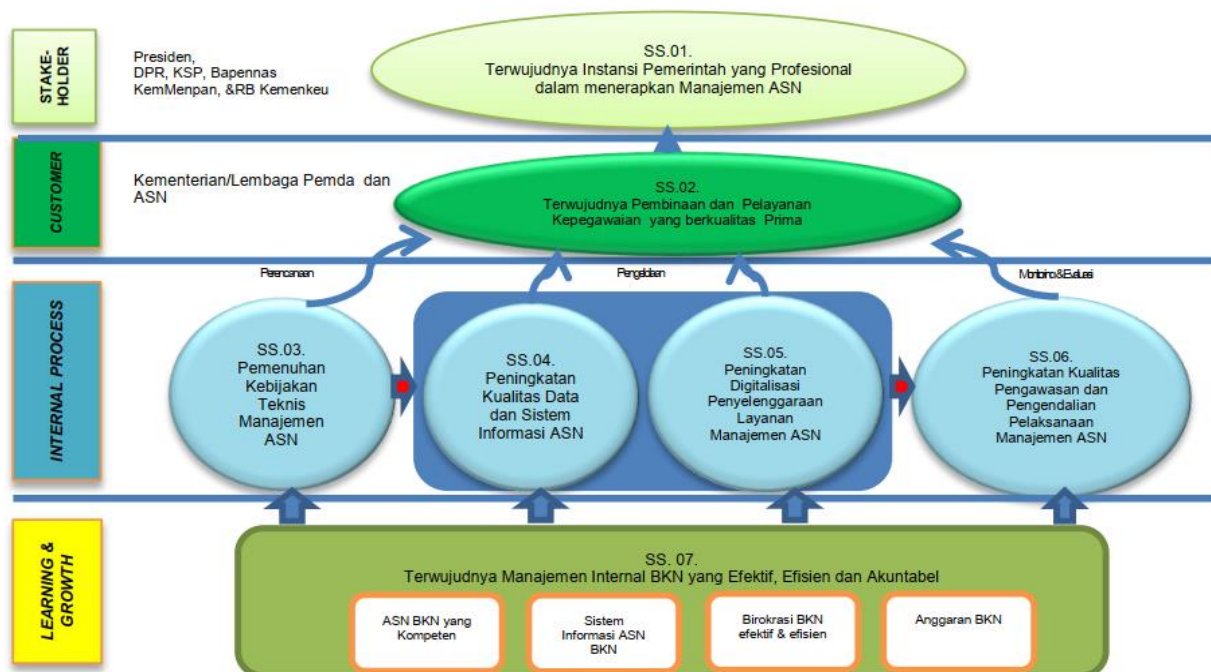 STAKE-
HOLDER
Presiden,
DPR, KSP, Bapennas
KemMenpan, &RB Kemenkeu
SS.01.
Terwujudnya Instansi Pemerintah yang Profesional
dalam menerapkan Manajemen ASN
CUSTOMER
Kementerian/Lembaga Pemda dan
ASN
SS.02.
Terwujudnya Pembinaan dan Pelayanan
Kepegawaian yang berkualitas Prima
Perencanaan
Pengelolaan
& Evaluasi
INTERNAL PROCESS
SS.03.
Pemenuhan
Kebijakan
Teknis
Manajemen
ASN
SS.04.
Peningkatan
Kualitas Data
dan Sistem
Informasi ASN
SS.05.
Peningkatan
Digitalisasi
Penyelenggaraan
Layanan
Manajemen ASN
SS.06.
Peningkatan Kualitas
Pengawasan dan
Pengendalian
Pelaksanaan
Manajemen ASN
LEARNING &
GROWTH
SS. 07.
Terwujudnya Manajemen Internal BKN yang Efektif, Efisien dan Akuntabel
ASN BKN yang
Kompeten
Sistem
Informasi ASN
BKN
Birokrasi BKN
efektif & efisien
Anggaran BKN